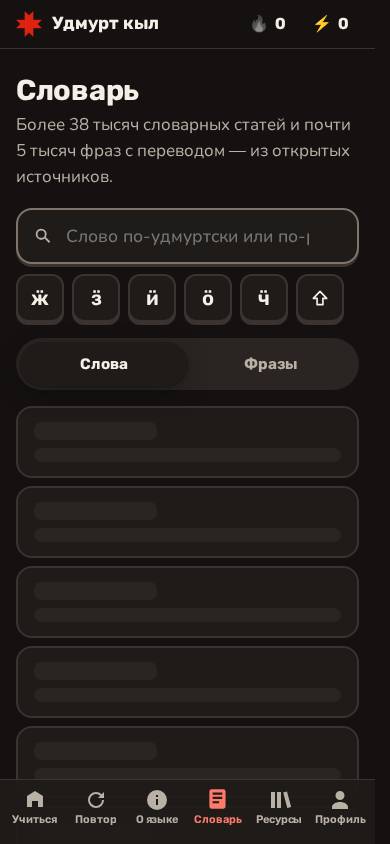 Удмурт кыл
0
0
Словарь
Более 38 тысяч словарных статей и почти
5 тысяч фраз с переводом — из открытых
источников.
Слово по-удмуртски или по-р
ӝ
ӟ
ӥ
ӧ
ӵ
Слова
Фразы
Учиться
Повтор
О языке
Словарь
Ресурсы
Профиль